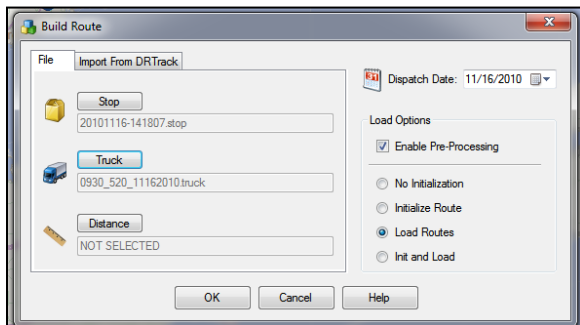 Build Route
File
Import From DRTrack
Stop
20101116-141807.stop
Truck
0930_520_11162010.truck
Distance
NOT SELECTED
31
Dispatch Date: 11/16/2010
Load Options
Enable Pre-Processing
No Initialization
Initialize Route
Load Routes
Init and Load
OK
Cancel
Help